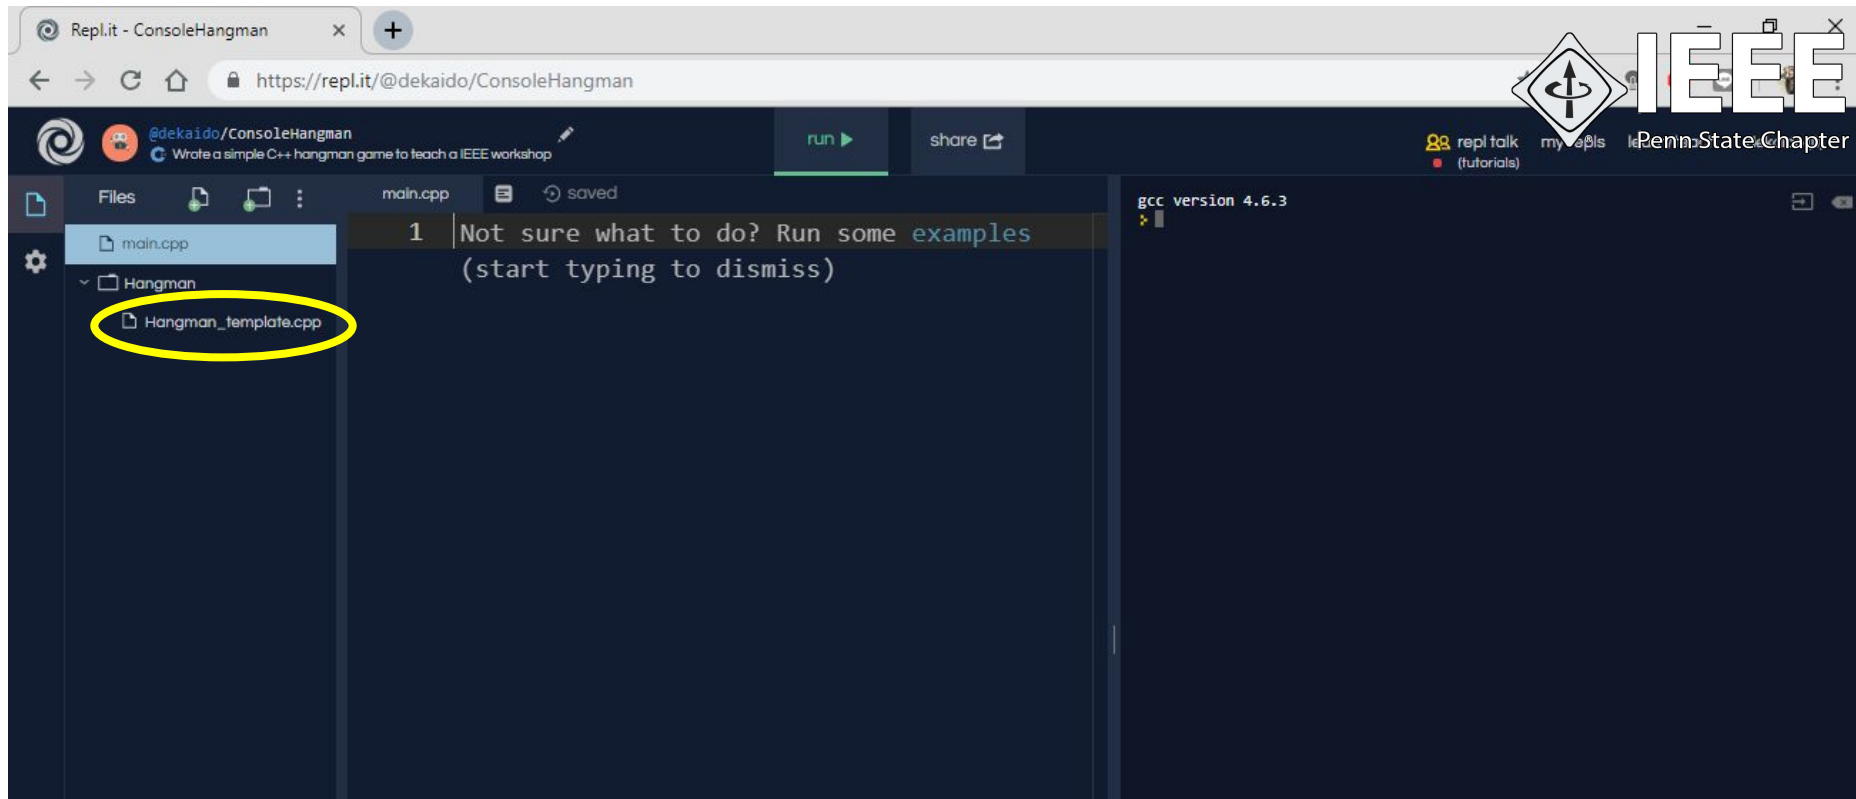 Repl.it - ConsoleHangman
https://repl.it/@dekaido/ConsoleHangman
IEEE
Penn State Chapter
@dekaido/ConsoleHangman
Wrote a simple C++ hangman game to teach a IEEE workshop
run
share
repl talk
(tutorials)
Files
main.cpp
saved
main.cpp
Hangman
Hangman_template.cpp
1 Not sure what to do? Run some examples
(start typing to dismiss)
gcc version 4.6.3